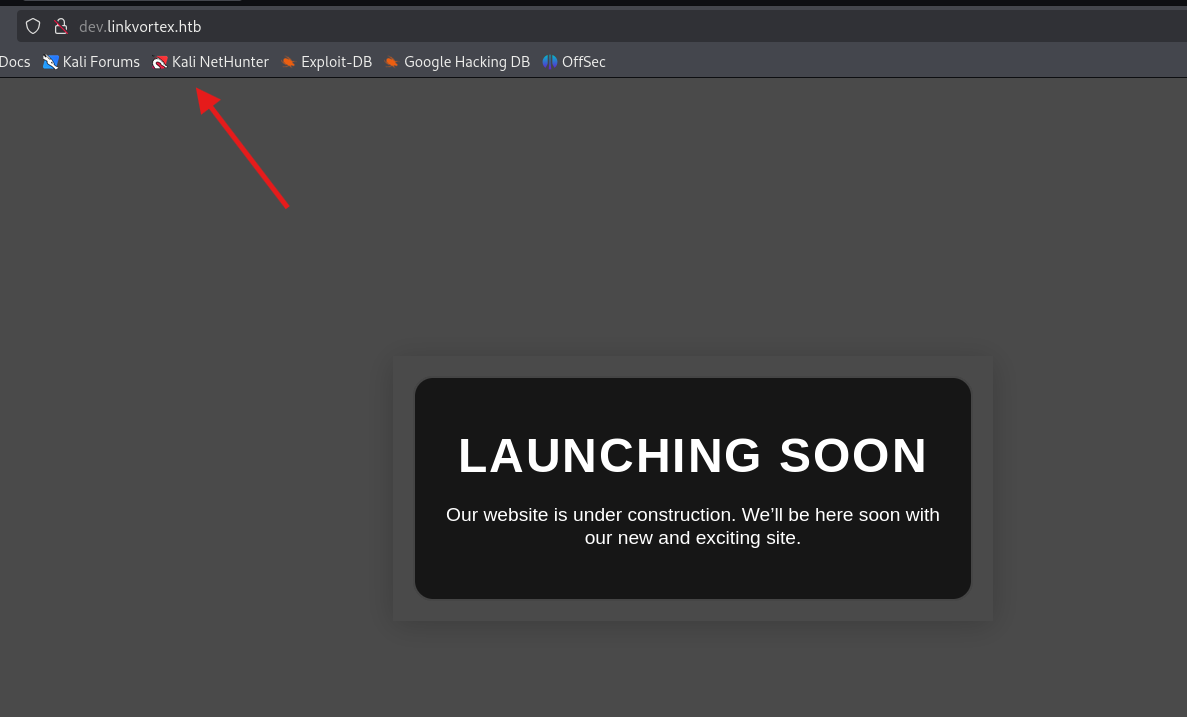 dev.linkvortex.htb
Docs Kali Forums Kali NetHunter Exploit-DB Google Hacking DB OffSec
LAUNCHING SOON
Our website is under construction. We’ll be here soon with
our new and exciting site.